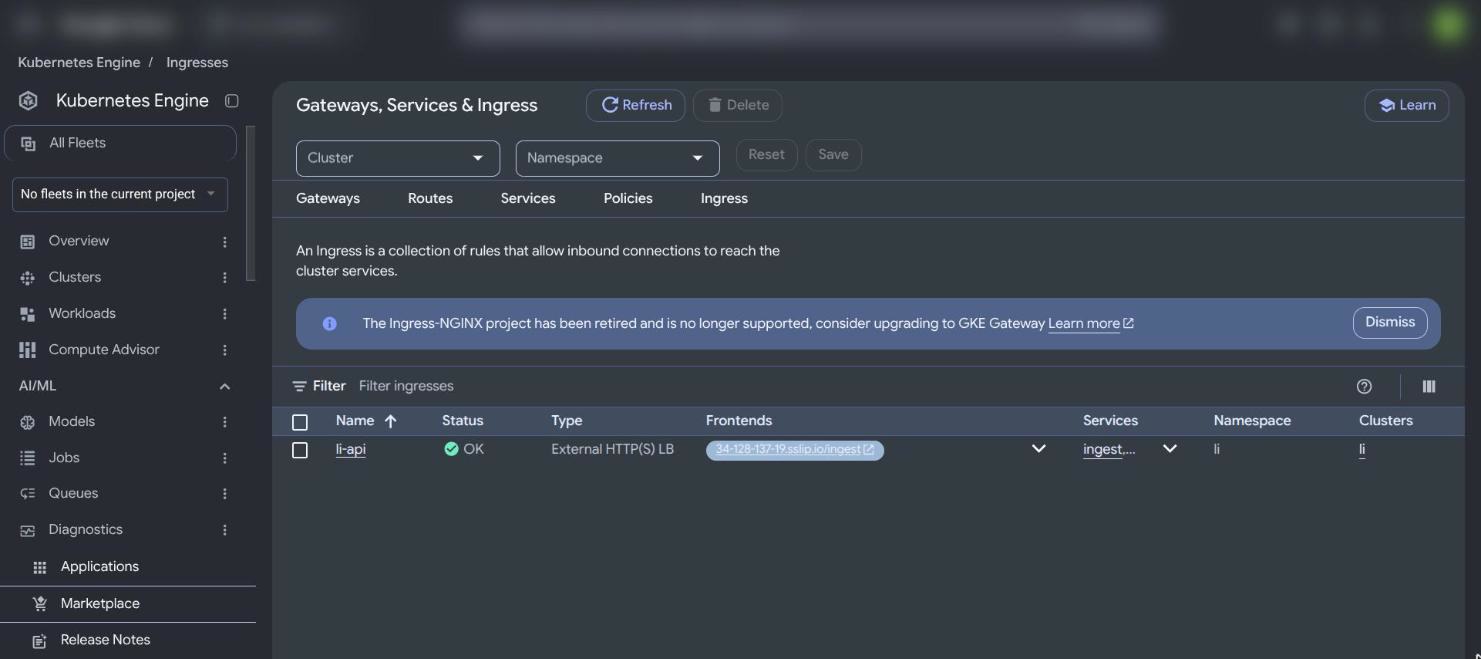 Kubernetes Engine / Ingresses
Kubernetes Engine
All Fleets
No fleets in the current project
Overview
Clusters
Workloads
Compute Advisor
AI/ML
Models
Jobs
Queues
Diagnostics
Applications
Marketplace
Release Notes
Gateways, Services & Ingress
Refresh
Delete
Learn
Cluster
Namespace
Reset
Save
Gateways Routes Services Policies Ingress
An Ingress is a collection of rules that allow inbound connections to reach the
cluster services.
The Ingress-NGINX project has been retired and is no longer supported, consider upgrading to GKE Gateway Learn more
Dismiss
Filter Filter ingresses
Name Status Type Frontends Services Namespace Clusters
li-api OK External HTTP(S) LB 34-128-137-19.sslip.io/ingest ingest,... li li